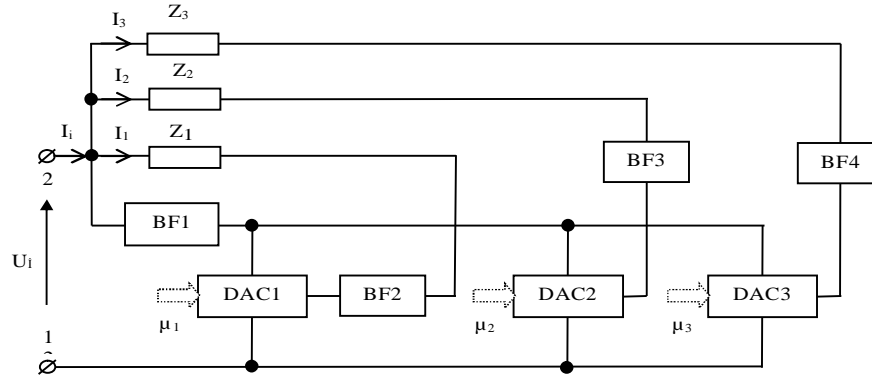 I₃ Z₃
I₂ Z₂
Iᵢ I₁ Z₁
BF3 BF4
2
BF1
Uᵢ
DAC1 BF2 DAC2 DAC3
μ₁ μ₂ μ₃
1